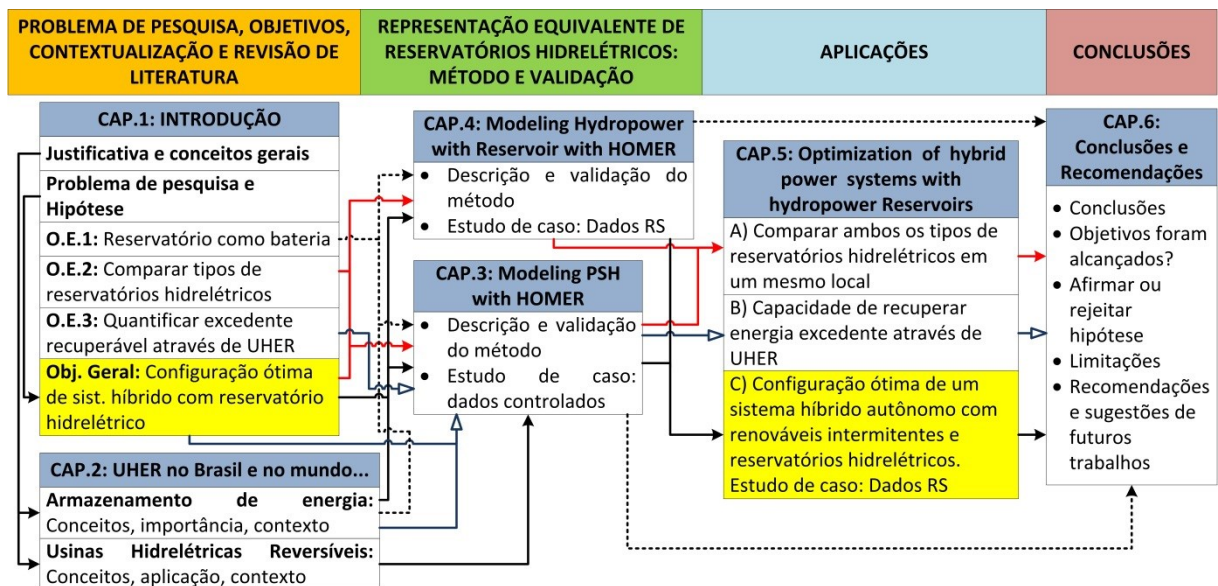 PROBLEMA DE PESQUISA, OBJETIVOS,
CONTEXTUALIZAÇÃO E REVISÃO DE
LITERATURA
REPRESENTAÇÃO EQUIVALENTE DE
RESERVATÓRIOS HIDRELÉTRICOS:
MÉTODO E VALIDAÇÃO
APLICAÇÕES
CONCLUSÕES
CAP.1: INTRODUÇÃO
Justificativa e conceitos gerais
Problema de pesquisa e
Hipótese
O.E.1: Reservatório como bateria
O.E.2: Comparar tipos de
reservatórios hidrelétricos
O.E.3: Quantificar excedente
recuperável através de UHER
Obj. Geral: Configuração ótima
de sist. híbrido com reservatório
hidrelétrico
CAP.2: UHER no Brasil e no mundo...
Armazenamento de energia:
Conceitos, importância, contexto
Usinas Hidrelétricas Reversíveis:
Conceitos, aplicação, contexto
CAP.4: Modeling Hydropower
with Reservoir with HOMER
• Descrição e validação do
método
• Estudo de caso: Dados RS
CAP.3: Modeling PSH
with HOMER
• Descrição e validação
do método
• Estudo de caso:
dados controlados
CAP.5: Optimization of hybrid
power systems with
hydropower Reservoirs
A) Comparar ambos os tipos de
reservatórios hidrelétricos em
um mesmo local
B) Capacidade de recuperar
energia excedente através de
UHER
C) Configuração ótima de um
sistema híbrido autônomo com
renováveis intermitentes e
reservatórios hidrelétricos.
Estudo de caso: Dados RS
CAP.6:
Conclusões e
Recomendações
• Conclusões
• Objetivos foram
alcançados?
• Afirmar ou
rejeitar
hipótese
• Limitações
• Recomendações
e sugestões de
futuros
trabalhos